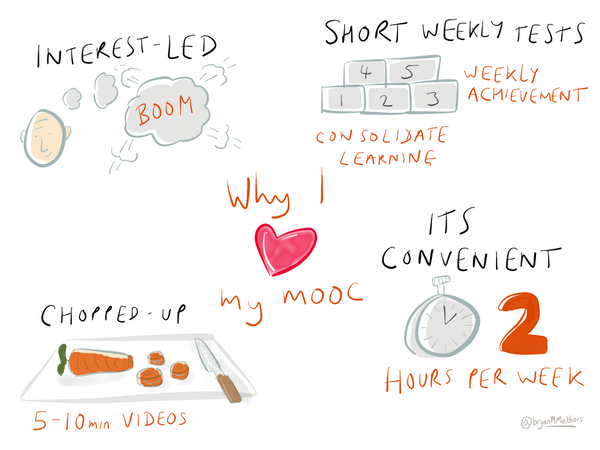 INTEREST-LED
BOOM
SHORT WEEKLY TESTS
4 5
1 2 3
WEEKLY
ACHIEVEMENT
CONSOLIDATE
LEARNING
Why I
my MOOC
ITS
CONVENIENT
2
HOURS PER WEEK
CHOPPED-UP
5-10min VIDEOS
@bryanMMathers